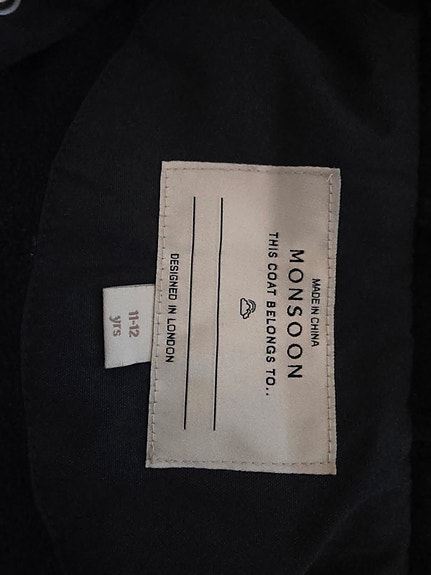 MADE IN CHINA
MONSOON
THIS COAT BELONGS TO..
DESIGNED IN LONDON
11-12
yrs